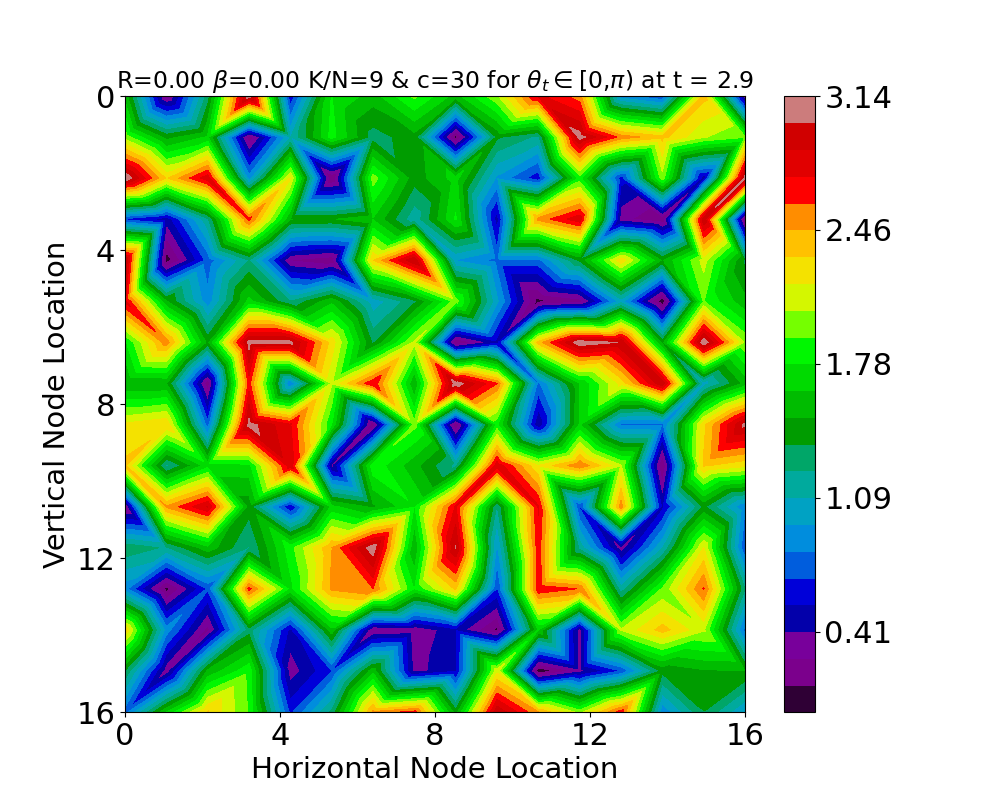 R=0.00 β=0.00 K/N=9 & c=30 for θ_t ∈ [0,π) at t = 2.9
0
4
8
12
16
Vertical Node Location
0 4 8 12 16
Horizontal Node Location
3.14
2.46
1.78
1.09
0.41